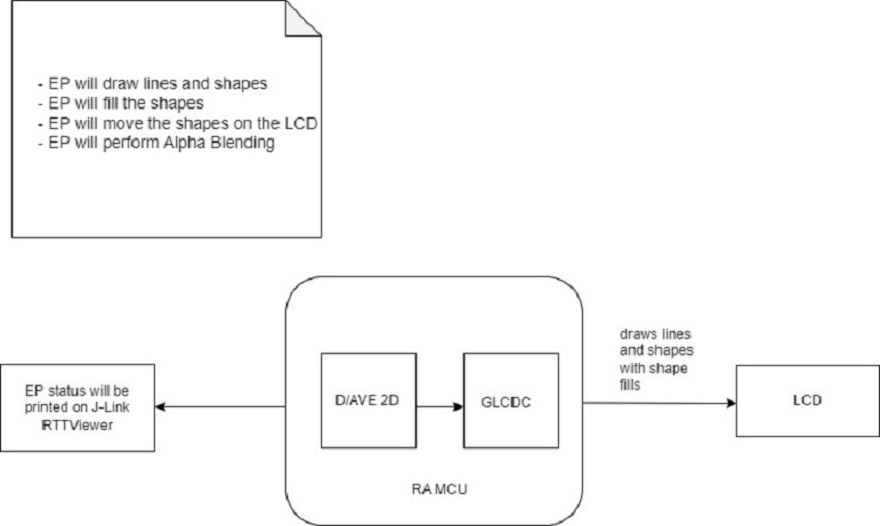 - EP will draw lines and shapes
- EP will fill the shapes
- EP will move the shapes on the LCD
- EP will perform Alpha Blending
draws lines
and shapes
with shape
fills
EP status will be
printed on J-Link
RTTViewer
D/AVE 2D
GLCDC
LCD
RA MCU